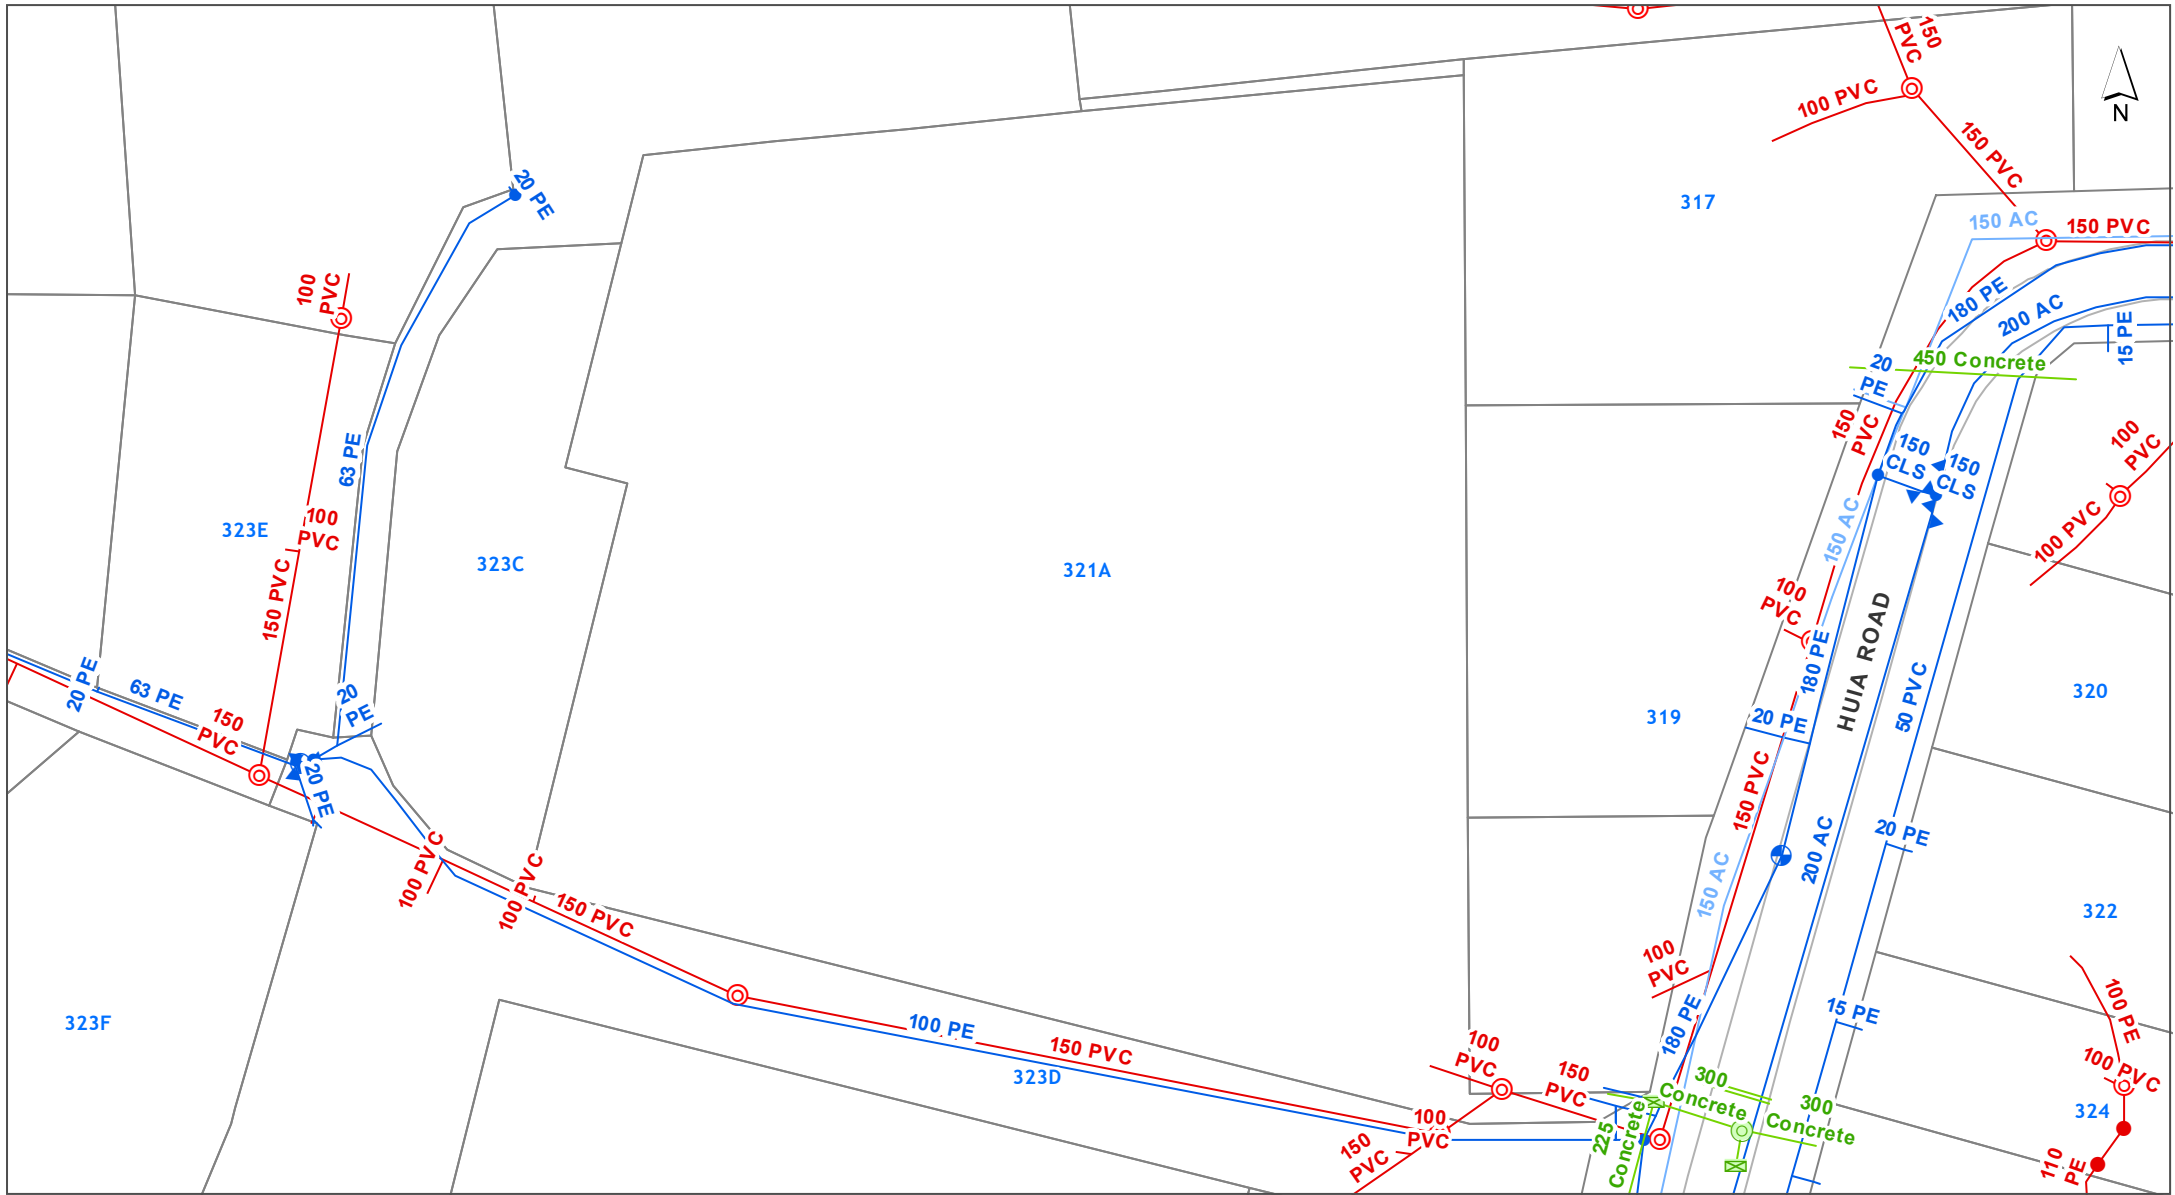 150
PVC
100 PVC
N
150 PVC
20 PE
317
150 AC
150 PVC
100
PVC
180 PE
200 AC
15 PE
450 Concrete
20
PE
150
PVC
100
PVC
63 PE
150
CLS
150
CLS
323E
100
PVC
150 AC
100 PVC
323C
321A
150 PVC
100
PVC
HUIA ROAD
180 PE
50 PVC
320
20 PE
63 PE
20
PE
150
PVC
319
20 PE
20 PE
150 PVC
200 AC
20 PE
100 PVC
100 PVC
150 PVC
150 AC
322
100
PVC
323F
100 PE
150 PVC
180 PE
15 PE
100 PE
323D
100
PVC
150
PVC
300
Concrete
300
Concrete
100 PVC
324
100
PVC
150
PVC
225
Concrete
110
PE